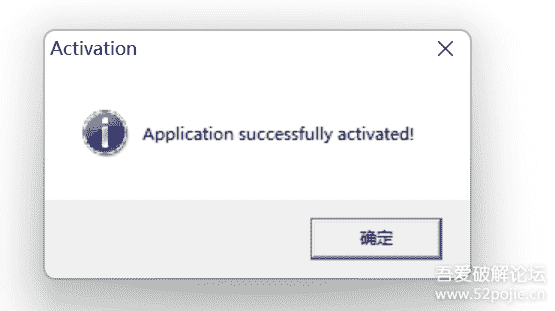 Activation
Application successfully activated!
确定
吾爱破解论坛
www.52pojie.cn